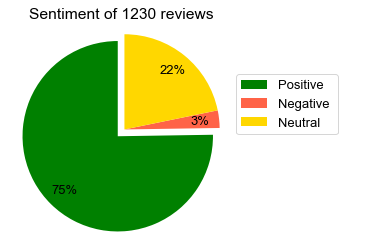 Sentiment of 1230 reviews
22%
3%
75%
Positive
Negative
Neutral